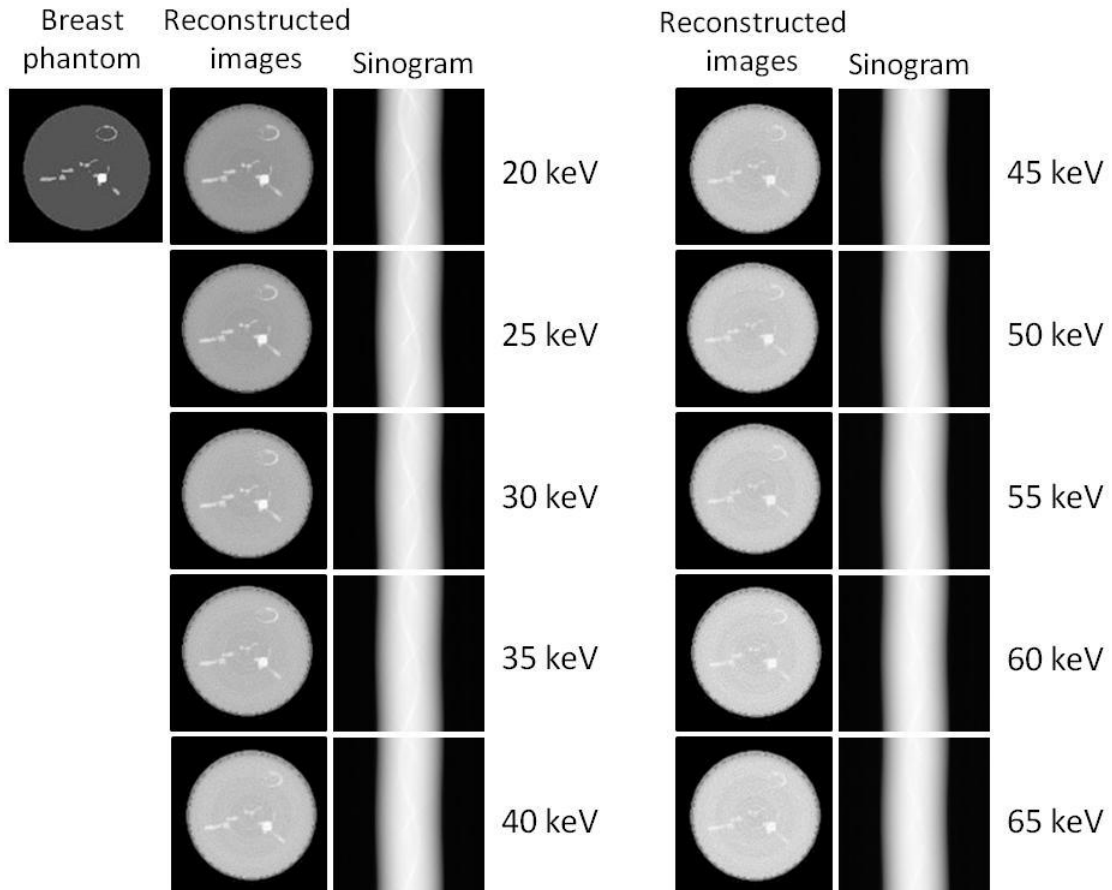 Breast
phantom
Reconstructed
images
Sinogram
Reconstructed
images
Sinogram
20 keV
45 keV
25 keV
50 keV
30 keV
55 keV
35 keV
60 keV
40 keV
65 keV